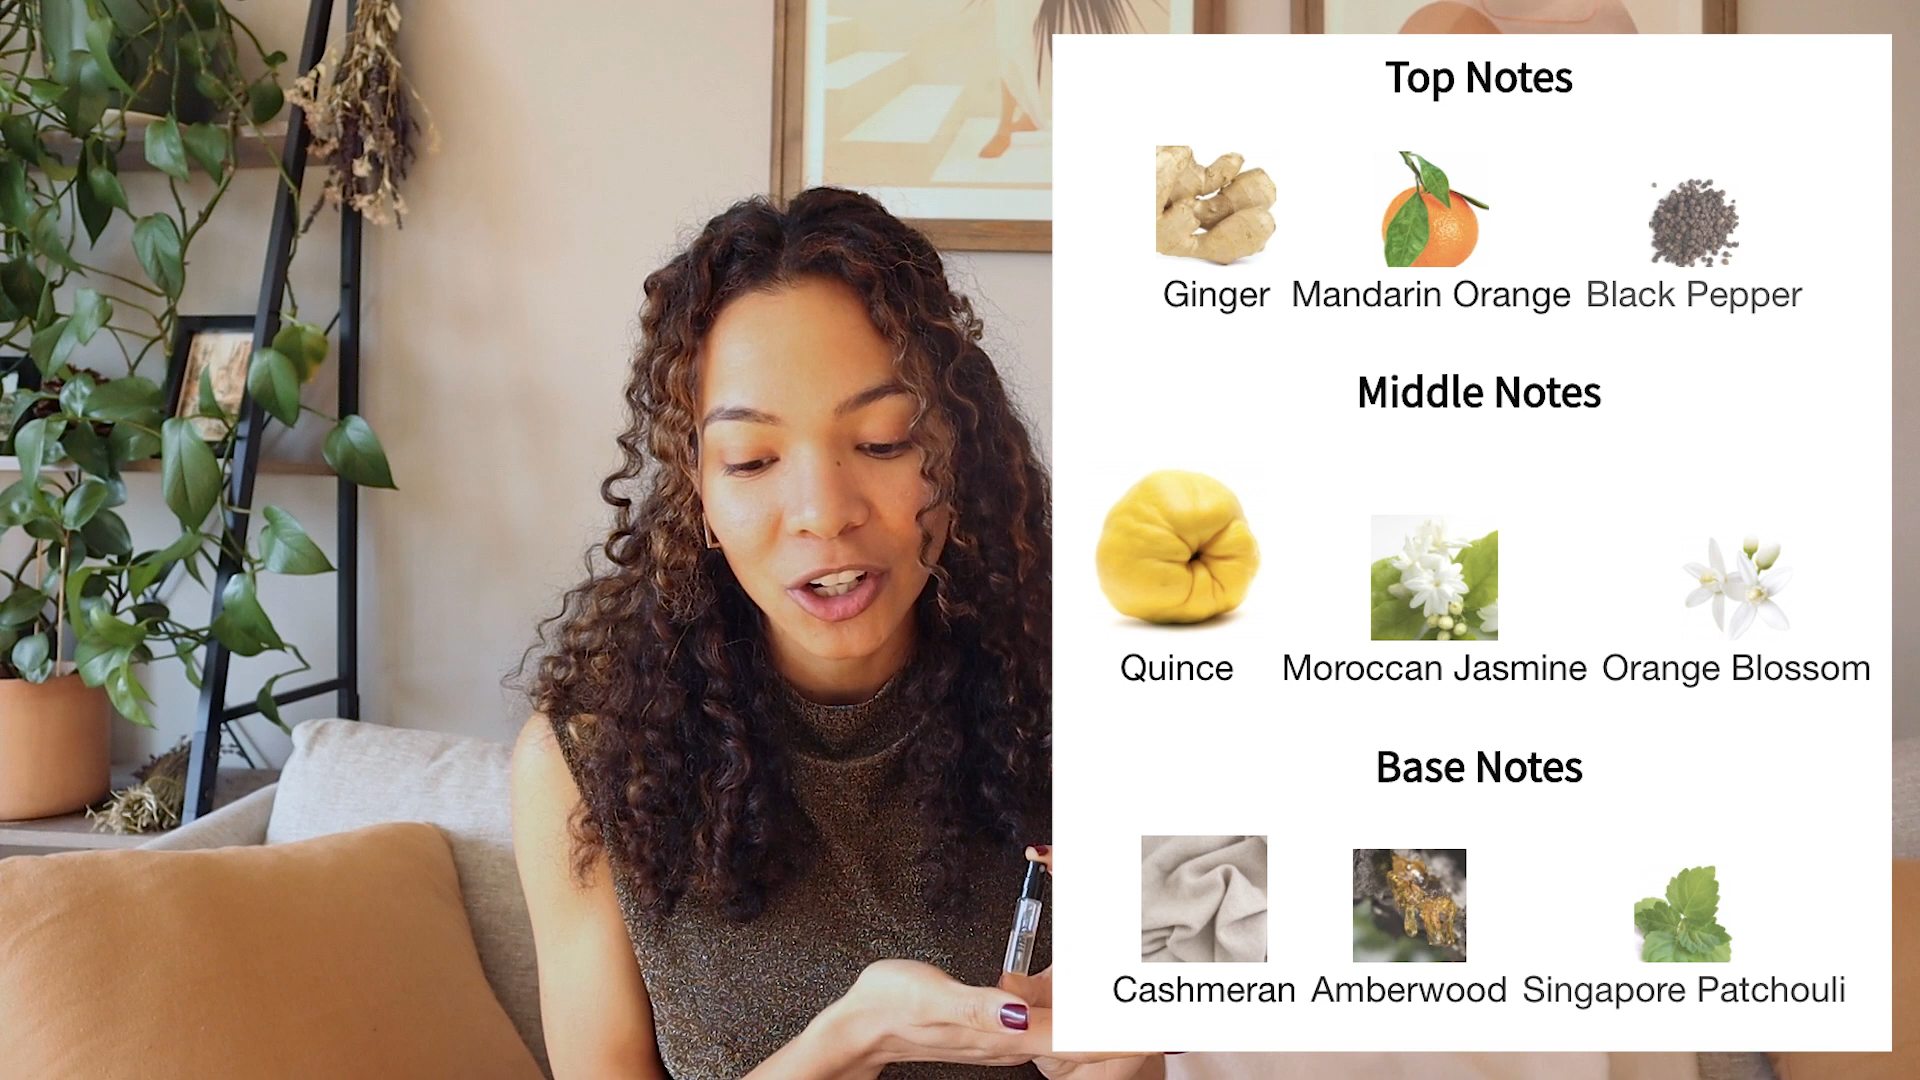 Top Notes
Ginger Mandarin Orange Black Pepper
Middle Notes
Quince Moroccan Jasmine Orange Blossom
Base Notes
Cashmeran Amberwood Singapore Patchouli